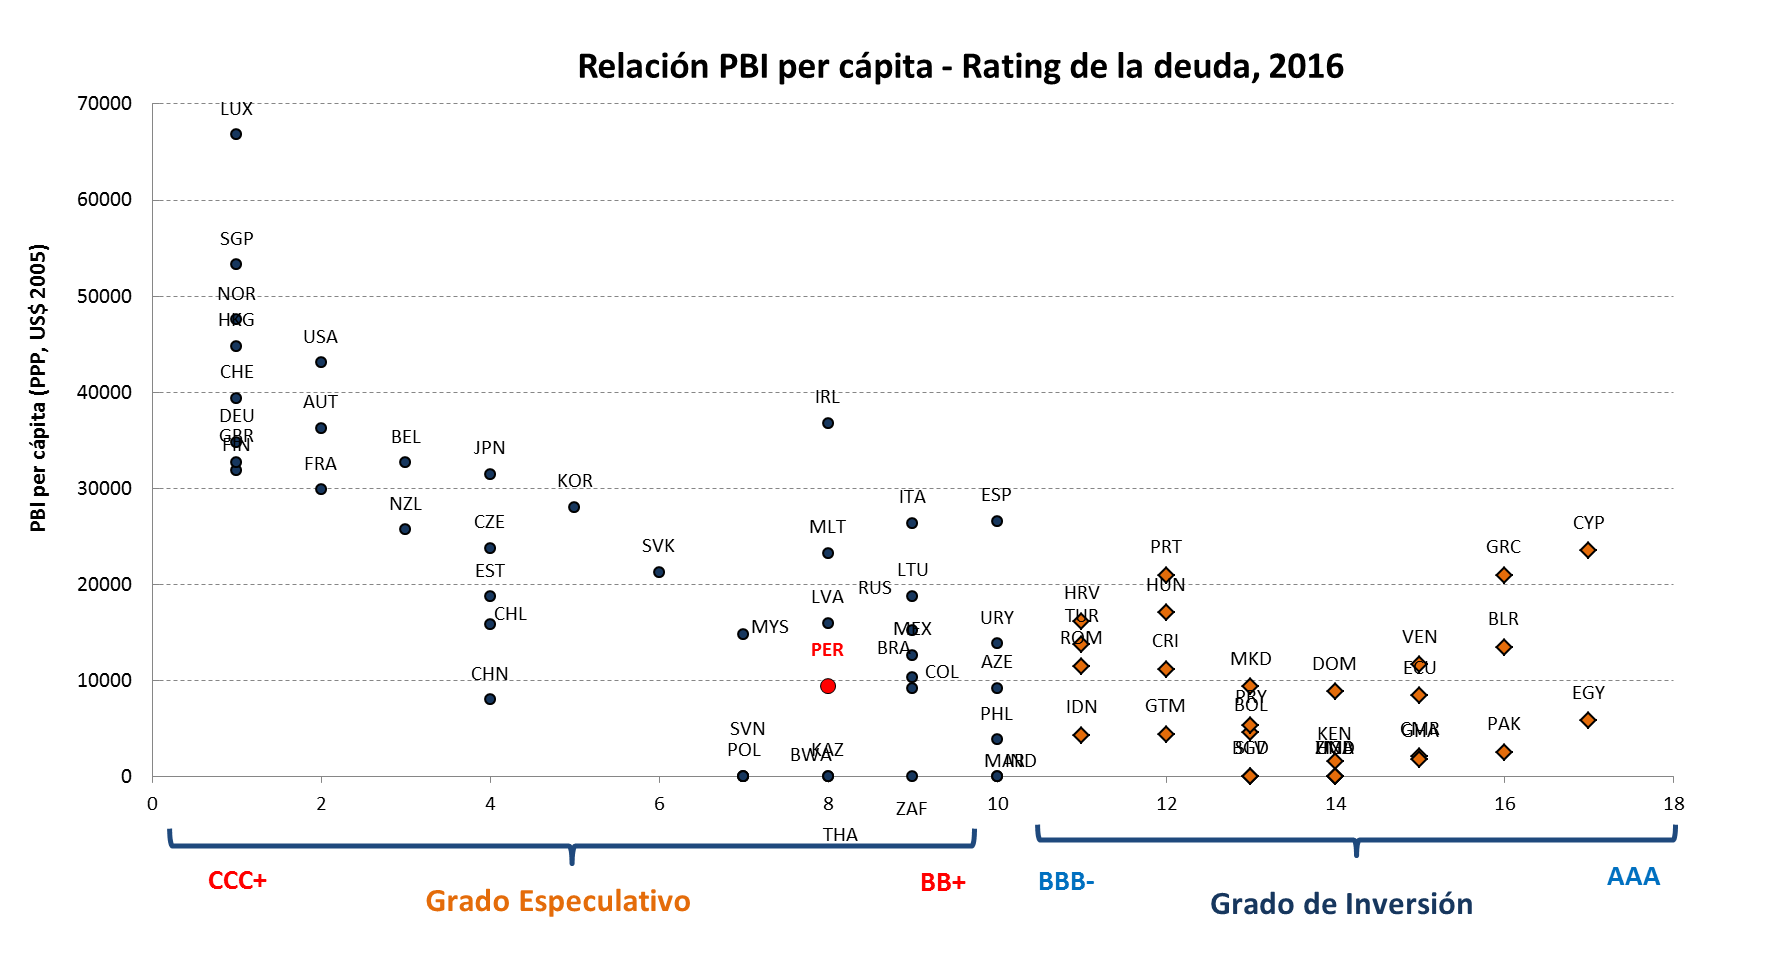 Relación PBI per cápita - Rating de la deuda, 2016
PBI per cápita (PPP, US$ 2005)
70000
60000
50000
40000
30000
20000
10000
0
LUX
SGP
NOR
HKG
CHE
DEU
GBR
FIN
USA
AUT
FRA
BEL
NZL
JPN
CZE
EST
CHL
CHN
KOR
SVK
MYS
SVN
POL
IRL
MLT
LVA
PER
BWA
KAZ
THA
ITA
LTU
RUS
MEX
BRA
COL
ZAF
ESP
URY
AZE
PHL
MAR
IND
HRV
TUR
ROM
IDN
PRT
HUN
CRI
GTM
MKD
PRY
BOL
DOM
KEN
VEN
ECU
CMR
GHA
GRC
BLR
PAK
CYP
EGY
0 2 4 6 8 10 12 14 16 18
CCC+
Grado Especulativo
BB+
BBB-
Grado de Inversión
AAA